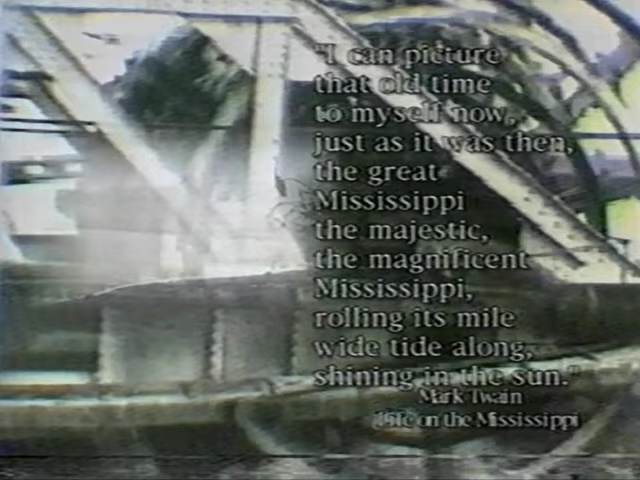 "I can picture
that old time
to myself now,
just as it was then,
the great
Mississippi
the majestic,
the magnificent
Mississippi,
rolling its mile
wide tide along,
shining in the sun."
Mark Twain
Life on the Mississippi